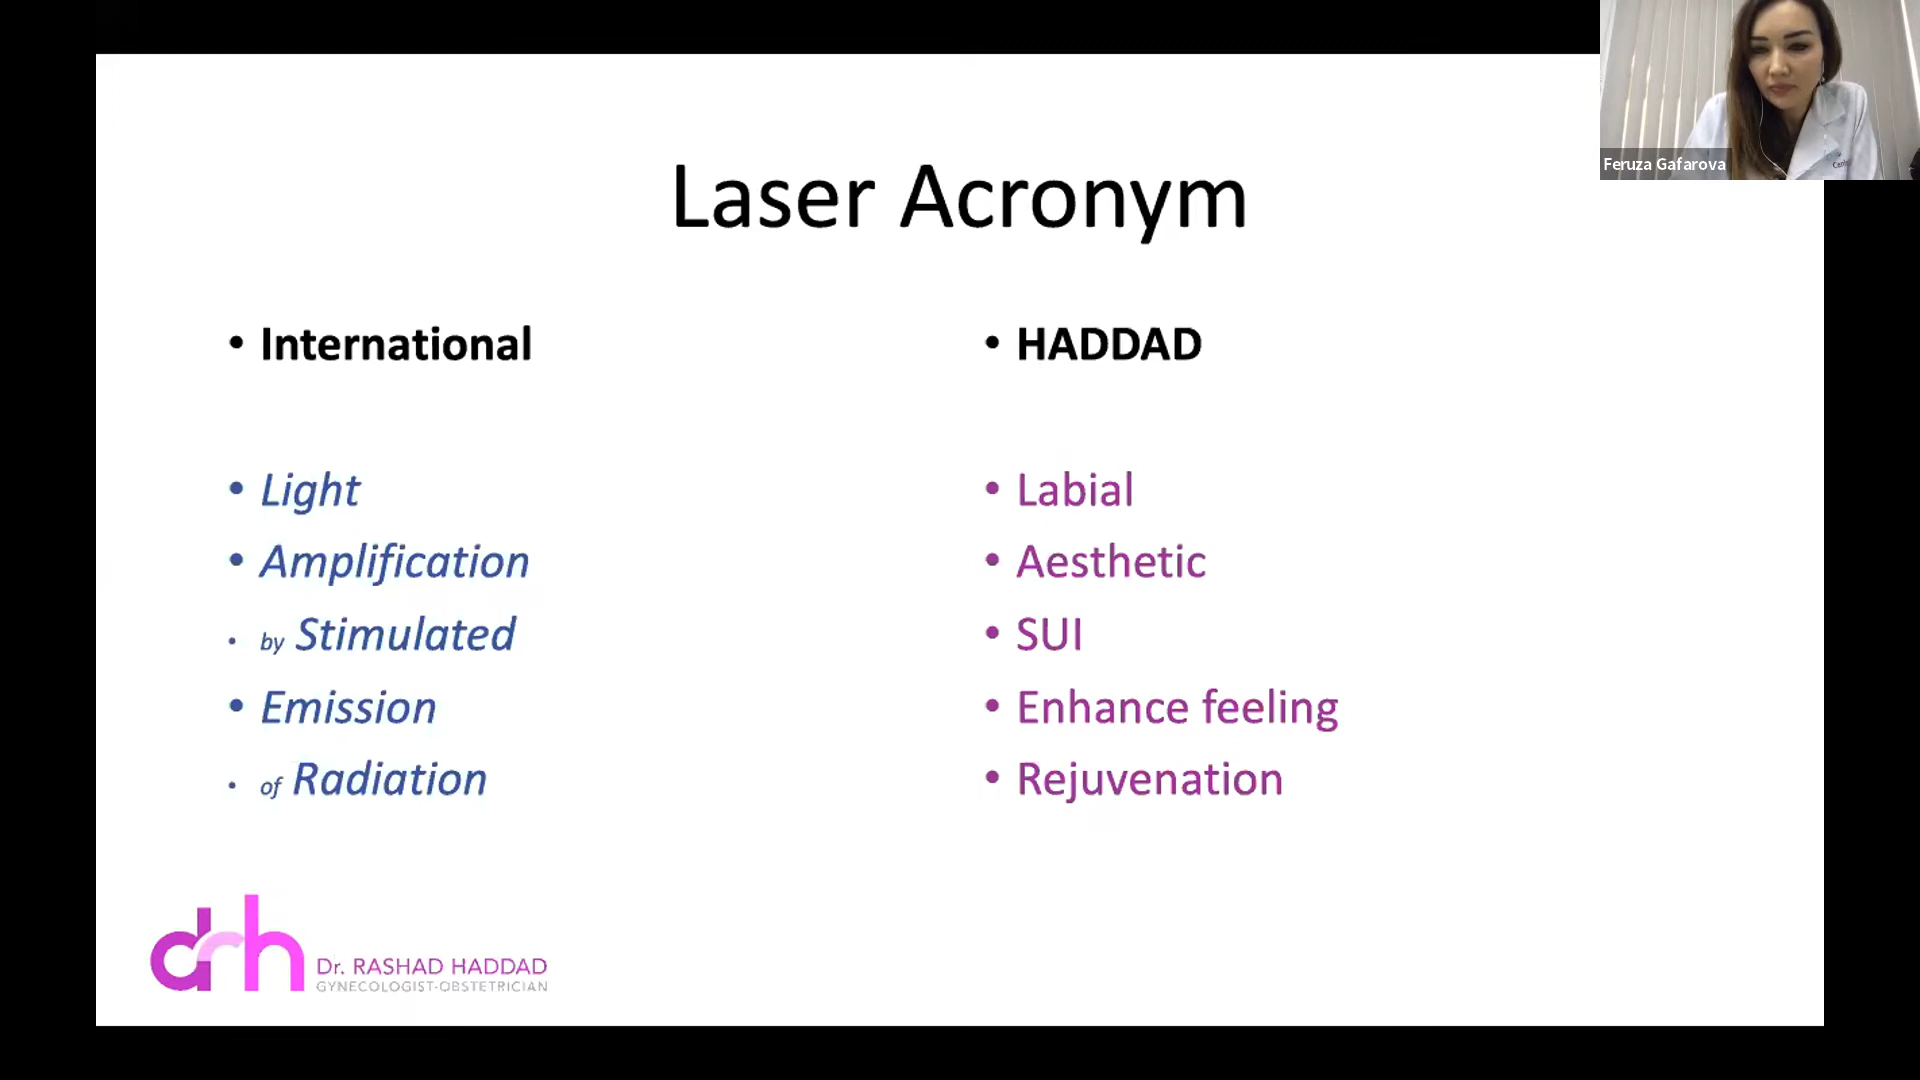 Feruza Gafarova
Laser Acronym
• International
• Light
• Amplification
• by Stimulated
• Emission
• of Radiation
• HADDAD
• Labial
• Aesthetic
• SUI
• Enhance feeling
• Rejuvenation
drh
Dr. RASHAD HADDAD
GYNECOLOGIST-OBSTETRICIAN